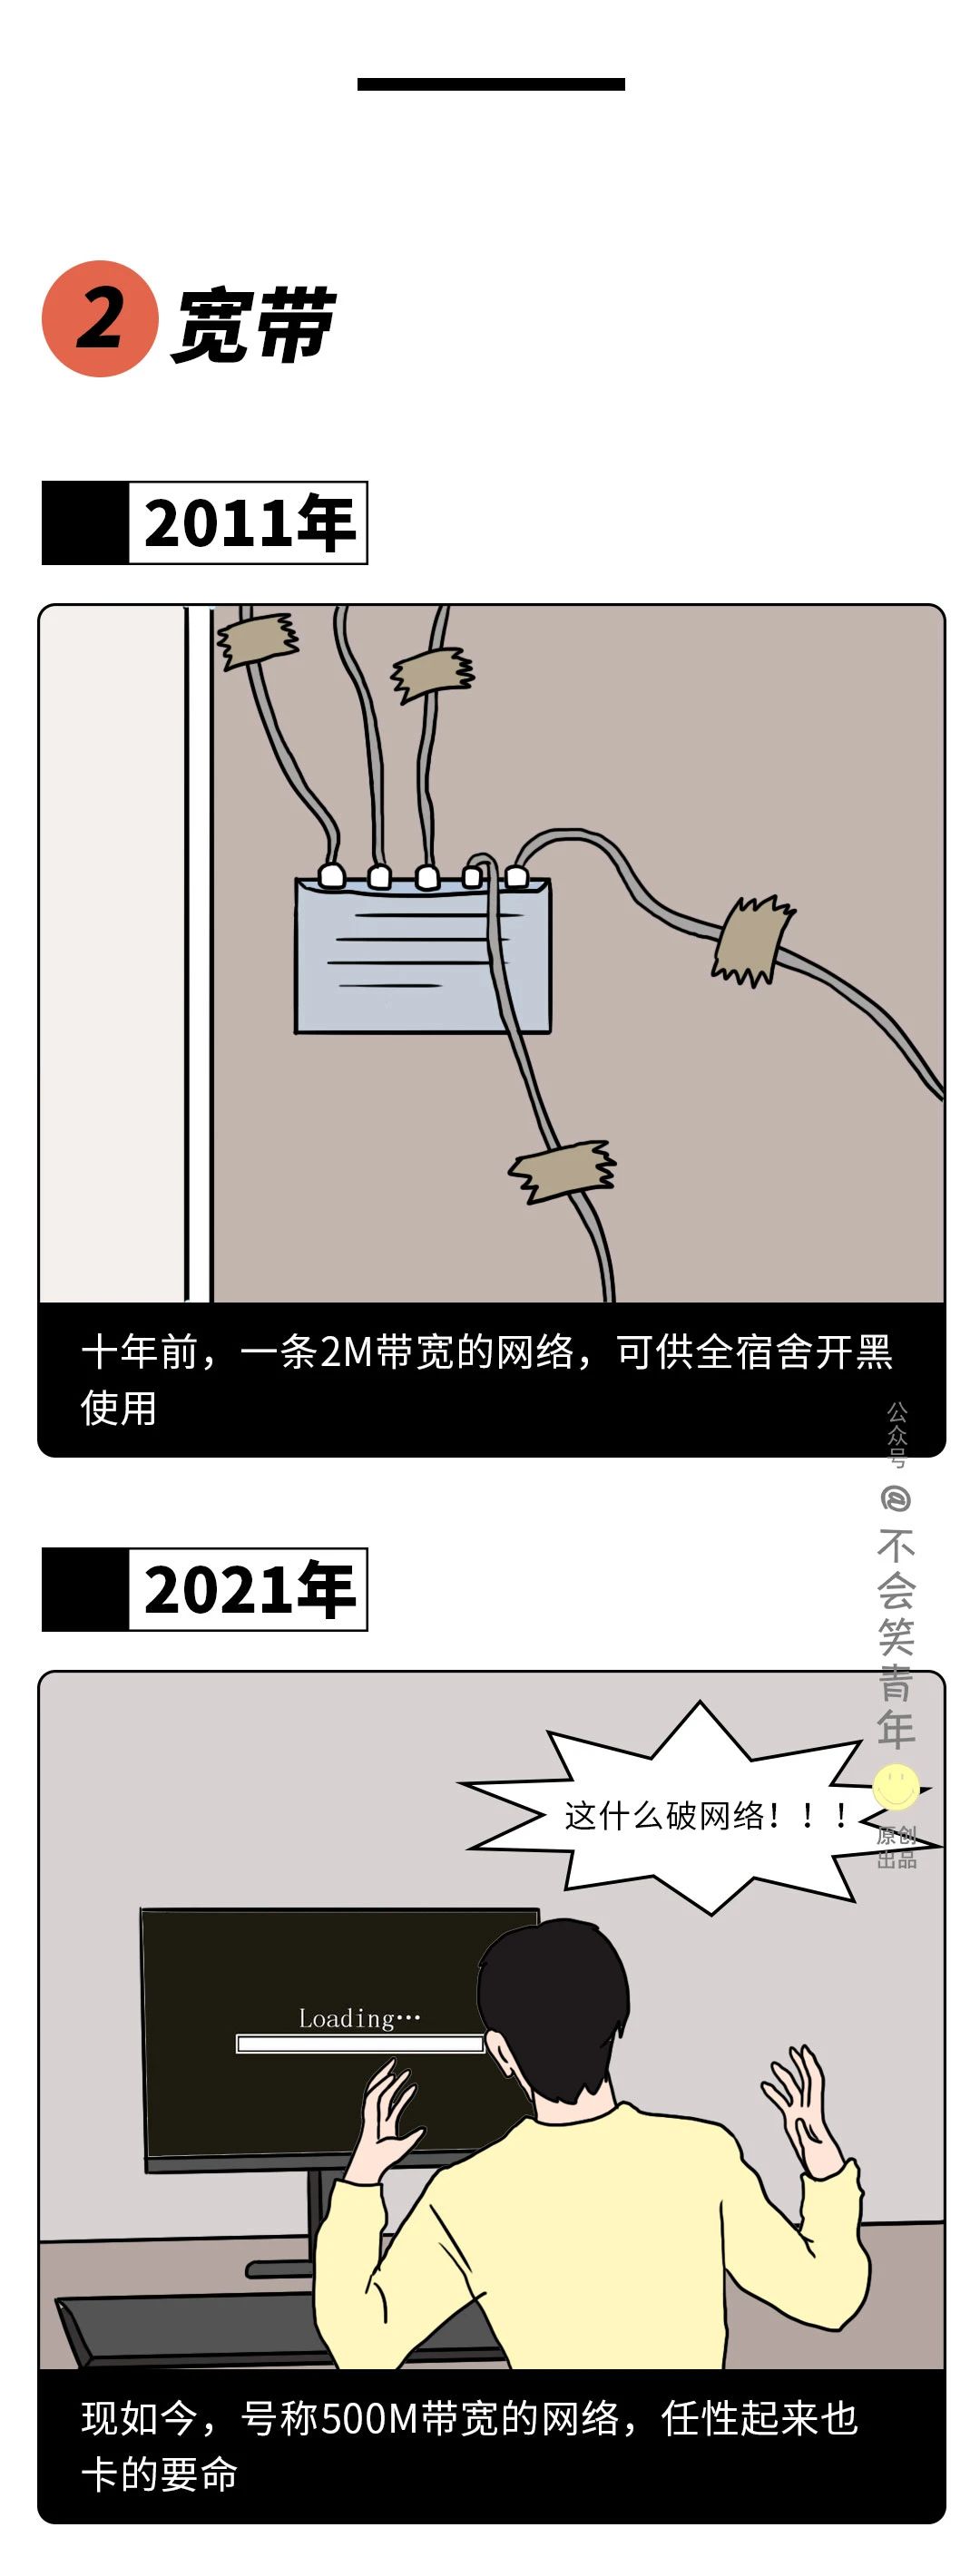 2 宽带
2011年
十年前，一条2M带宽的网络，可供全宿舍开黑
使用
公众号
@不会笑青年
2021年
这什么破网络！！！
原创
出品
Loading…
现如今，号称500M带宽的网络，任性起来也
卡的要命